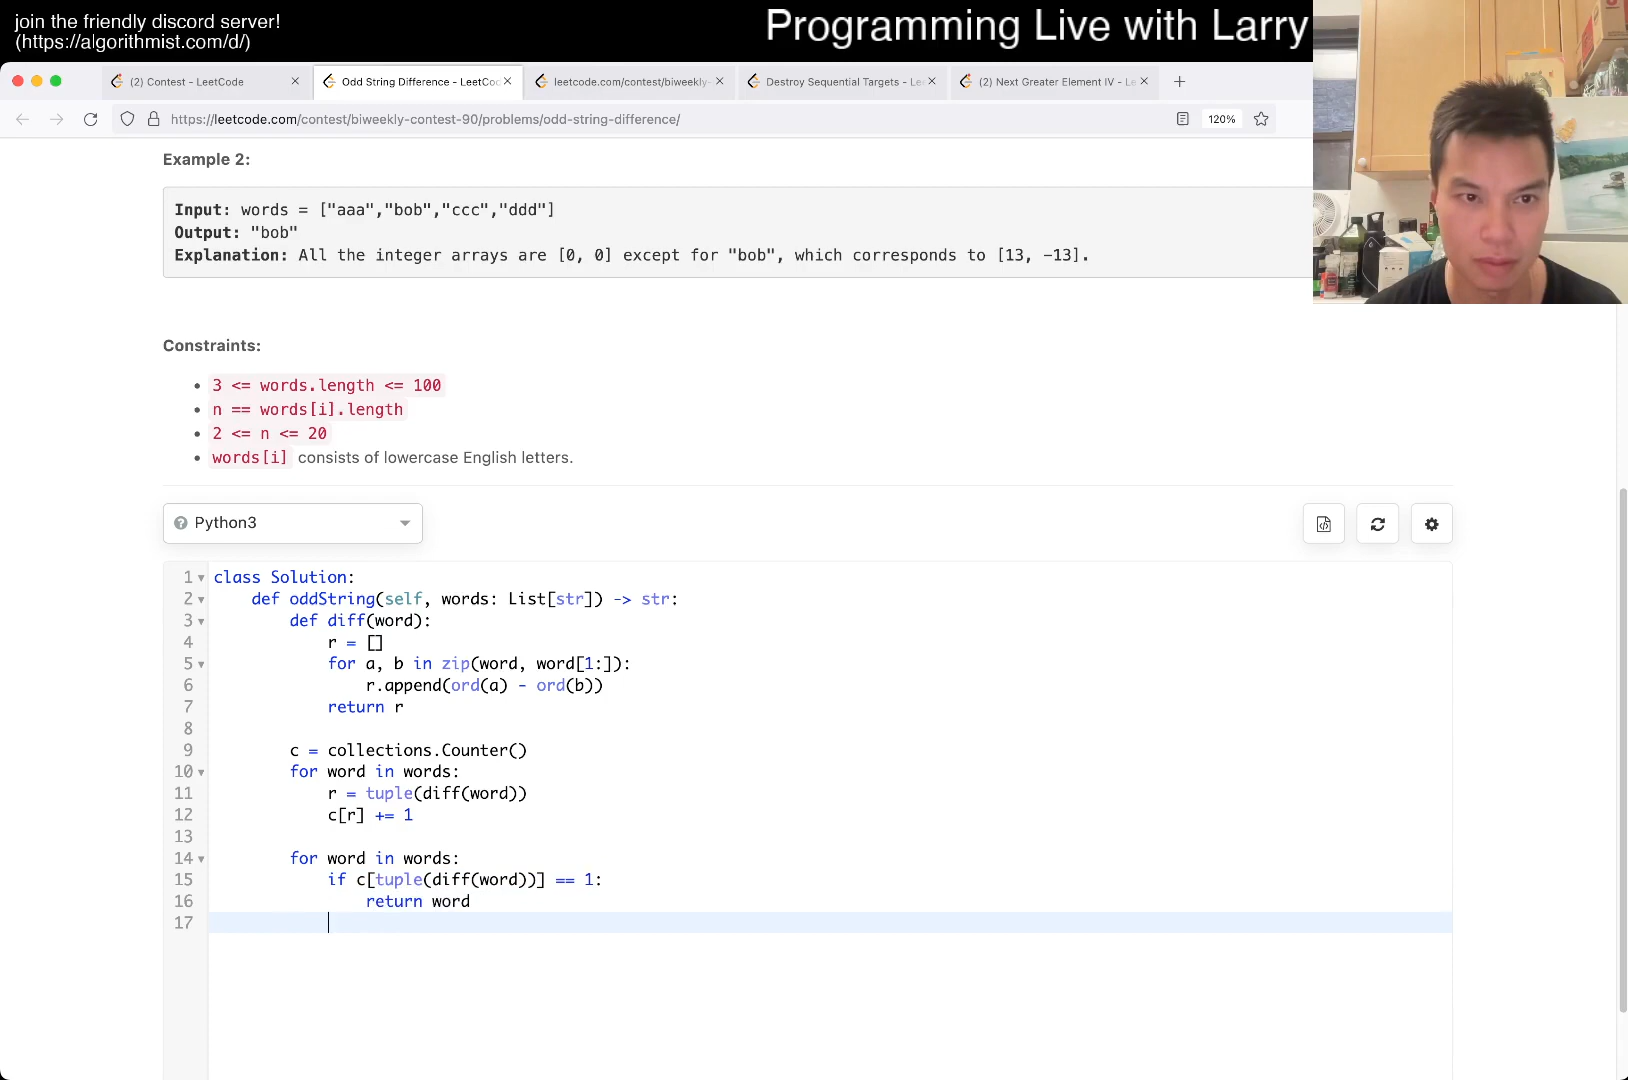 join the friendly discord server!
(https://algorithmist.com/d/)
Programming Live with Larry
(2) Contest - LeetCode
Odd String Difference - LeetCoc
leetcode.com/contest/biweekly-
Destroy Sequential Targets - Le
(2) Next Greater Element IV - Le
https://leetcode.com/contest/biweekly-contest-90/problems/odd-string-difference/
120%
Example 2:
Input: words = ["aaa","bob","ccc","ddd"]
Output: "bob"
Explanation: All the integer arrays are [0, 0] except for "bob", which corresponds to [13, -13].
Constraints:
• 3 <= words.length <= 100
• n == words[i].length
• 2 <= n <= 20
• words[i] consists of lowercase English letters.
Python3
1 class Solution:
2 def oddString(self, words: List[str]) -> str:
3 def diff(word):
4 r = []
5 for a, b in zip(word, word[1:]):
6 r.append(ord(a) - ord(b))
7 return r
8
9 c = collections.Counter()
10 for word in words:
11 r = tuple(diff(word))
12 c[r] += 1
13
14 for word in words:
15 if c[tuple(diff(word))] == 1:
16 return word
17